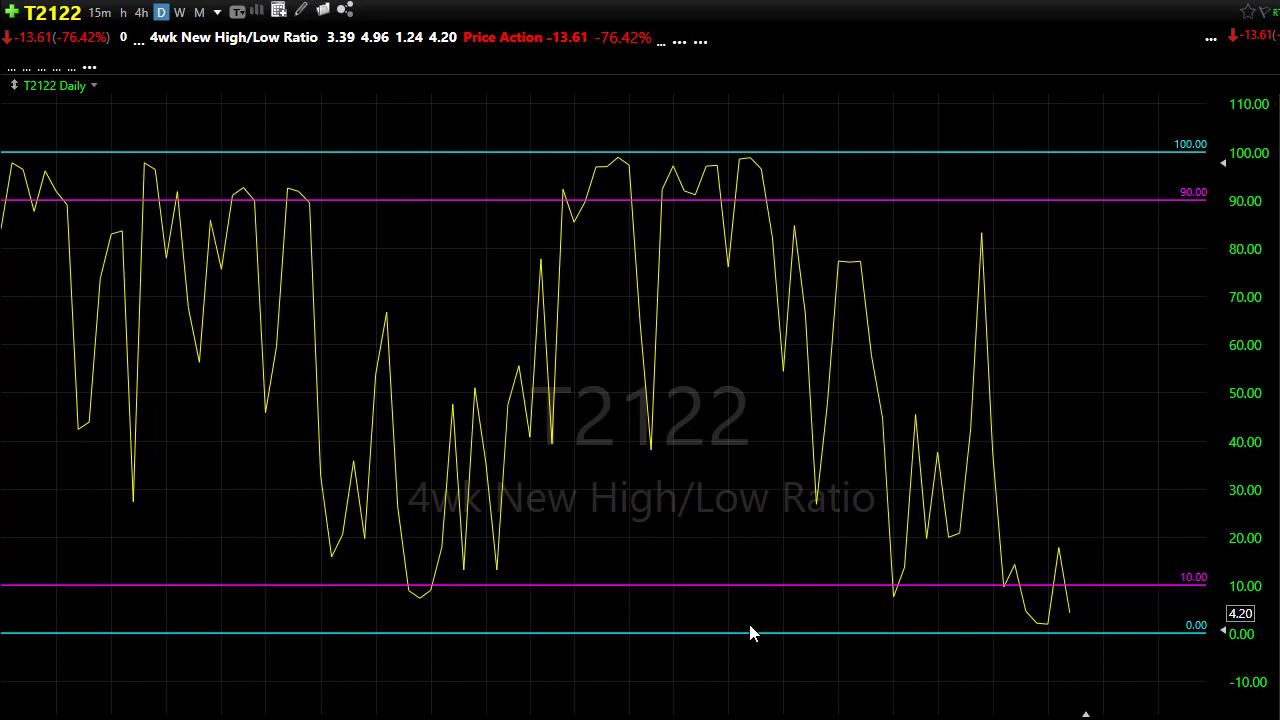 T2122 15m h 4h D W M T
-13.61(-76.42%) 0 ... 4wk New High/Low Ratio 3.39 4.96 1.24 4.20 Price Action -13.61 -76.42% ... ... ... ... -13.61(-
... ... ... ... ... ...
T2122 Daily
110.00
100.00 100.00
90.00 90.00
80.00
70.00
60.00
50.00
T2122
40.00
4wk New High/Low Ratio
30.00
20.00
10.00 10.00
4.20
0.00 0.00
-10.00